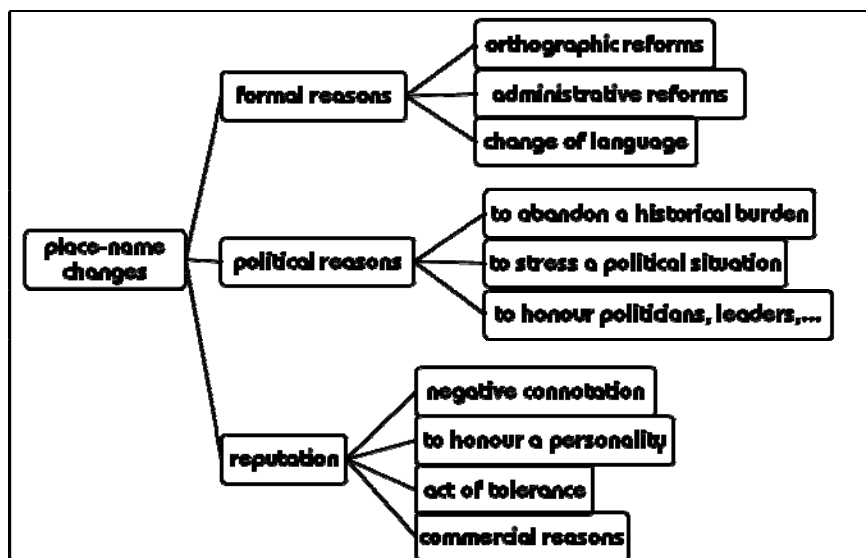 place-name
changes
formal reasons
orthographic reforms
administrative reforms
change of language
political reasons
to abandon a historical burden
to stress a political situation
to honour politicians, leaders,...
reputation
negative connotation
to honour a personality
act of tolerance
commercial reasons